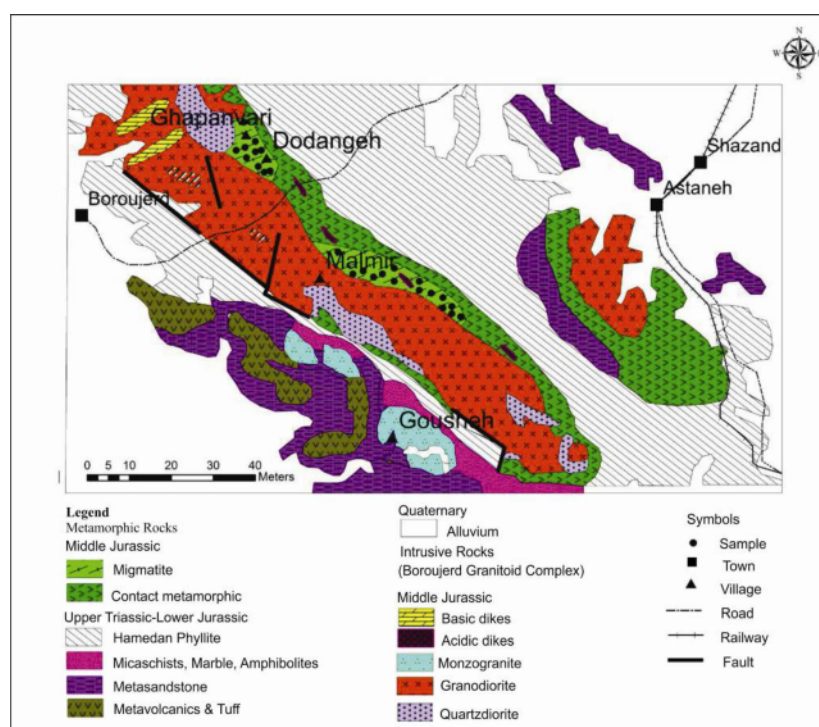 N
W
S
Ghapanvari
Dodangeh
Shazand
Astaneh
Boroujerd
Malmir
Gousheh
0 5 10 20 30 40
Meters
Legend
Metamorphic Rocks
Middle Jurassic
Migmatite
Contact metamorphic
Upper Triassic-Lower Jurassic
Hamedan Phyllite
Micaschists, Marble, Amphibolites
Metasandstone
Metavolcanics & Tuff
Quaternary
Alluvium
Intrusive Rocks
(Boroujerd Granitoid Complex)
Middle Jurassic
Basic dikes
Acidic dikes
Monzogranite
Granodiorite
Quartzdiorite
Symbols
Sample
Town
Village
Road
Railway
Fault